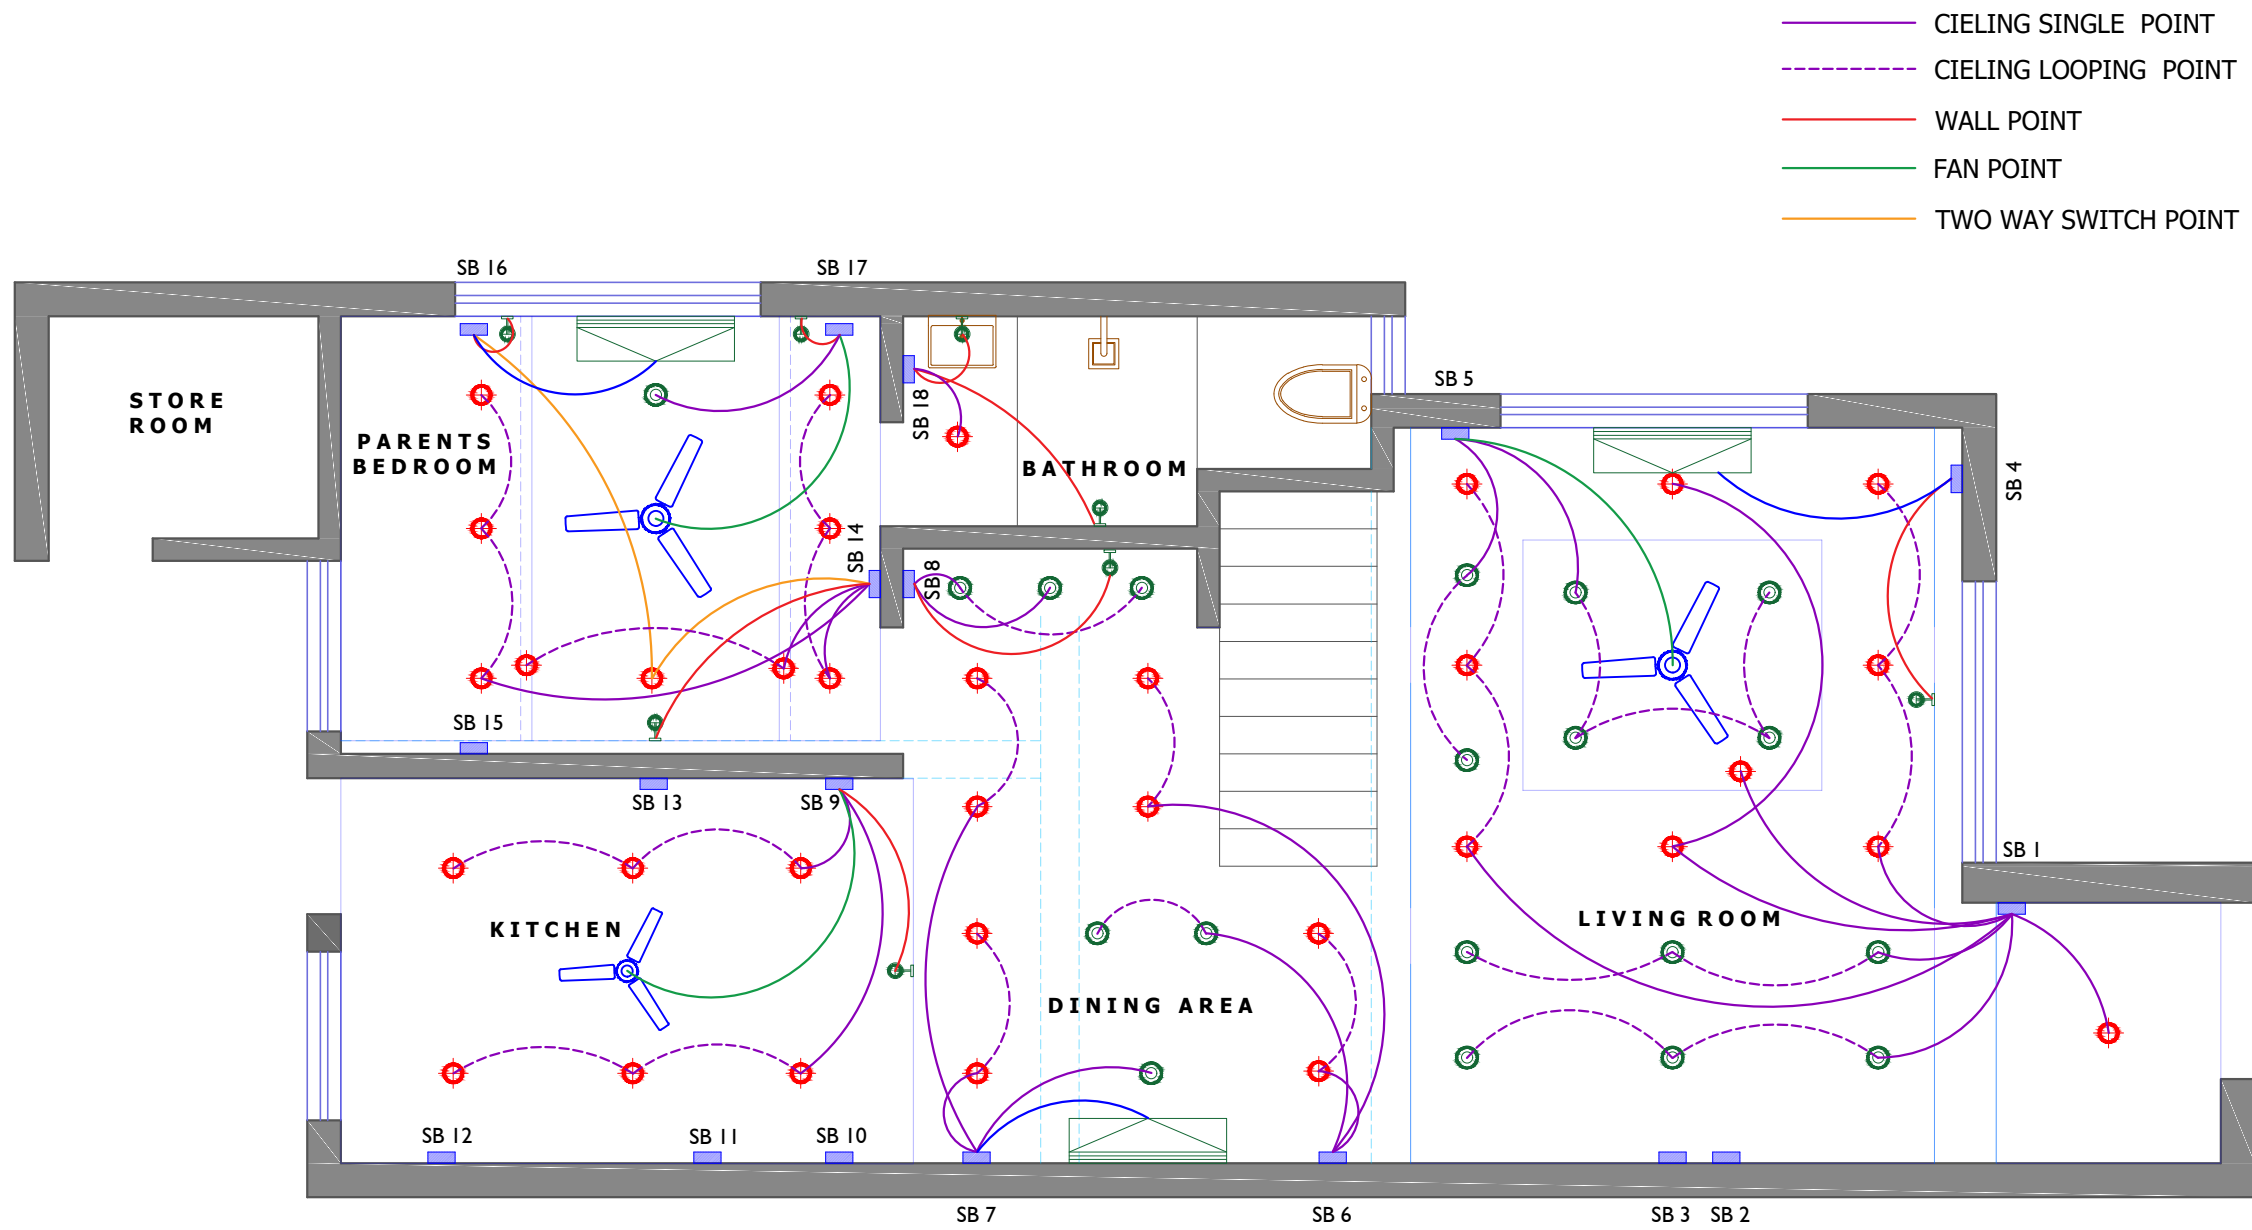 CIELING SINGLE POINT
CIELING LOOPING POINT
WALL POINT
FAN POINT
TWO WAY SWITCH POINT
SB 16
SB 17
STORE
ROOM
PARENTS
BEDROOM
SB 18
BATHROOM
SB 5
SB 4
SB 14
SB 8
SB 15
SB 13
SB 9
SB 1
KITCHEN
LIVING ROOM
DINING AREA
SB 12
SB 11
SB 10
SB 7
SB 6
SB 3
SB 2